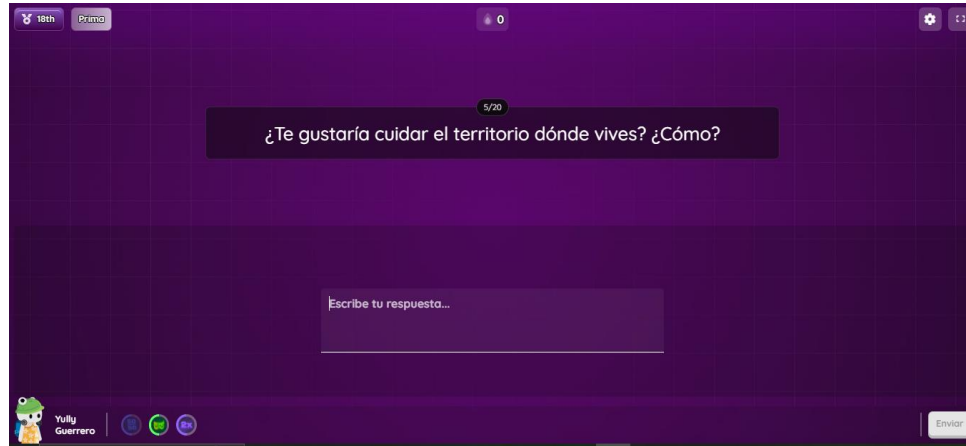 18th Prima
0
5/20
¿Te gustaría cuidar el territorio dónde vives? ¿Cómo?
Escribe tu respuesta...
Yully
Guerrero
2x
Enviar